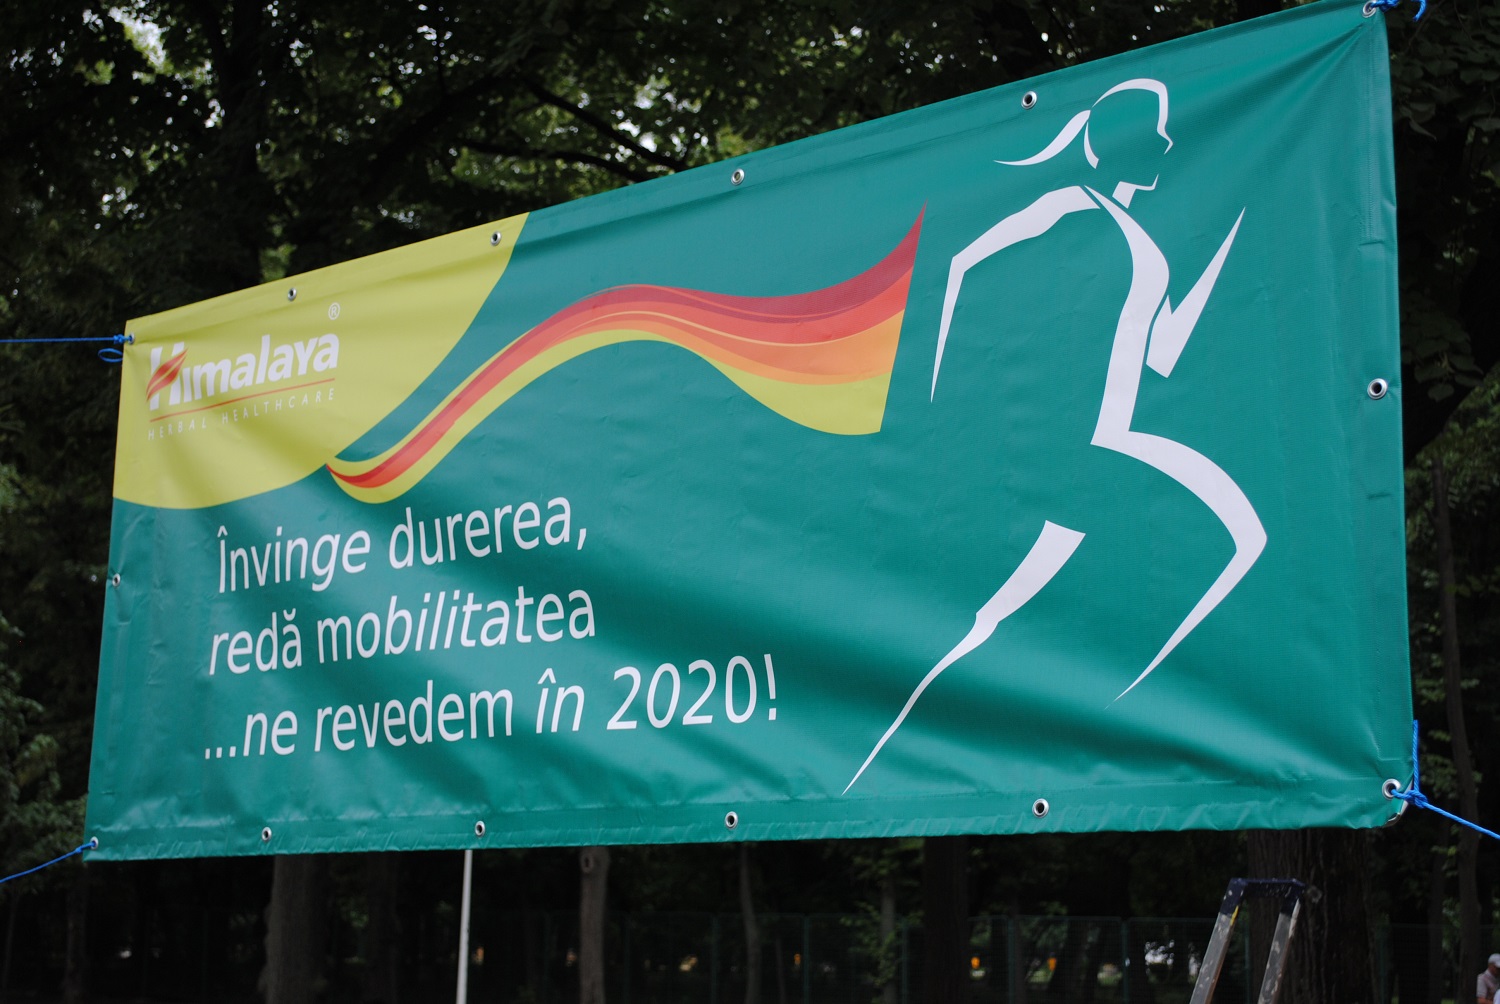 Himalaya®
HERBAL HEALTHCARE
Învinge durerea,
redă mobilitatea
...ne revedem în 2020!